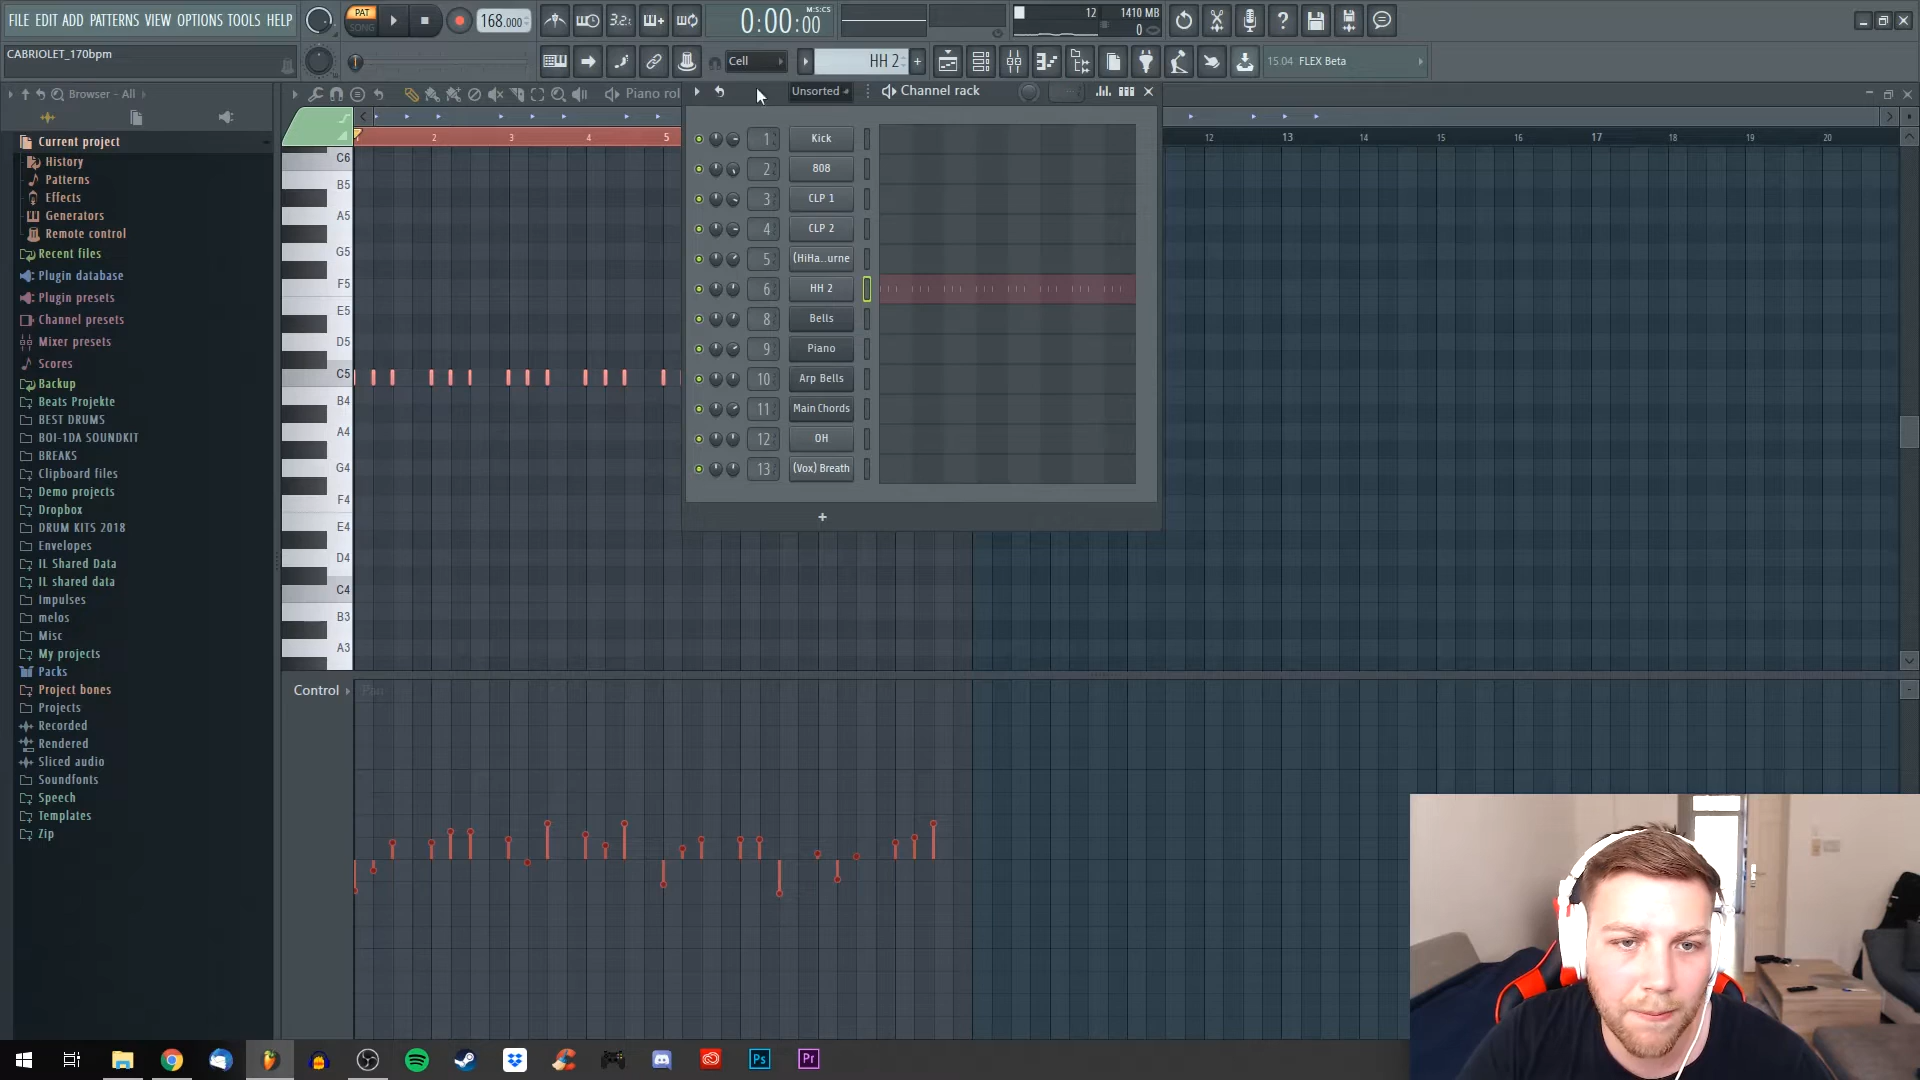 FILE EDIT ADD PATTERNS VIEW OPTIONS TOOLS HELP
PAT
SONG
168.000
3.2.
M:S:CS
0:00:00
12
1410 MB
0
CABRIOLET_170bpm
Cell
HH 2
15 04 FLEX Beta
Browser - All
Piano rol
Unsorted
Channel rack
Current project
History
Patterns
Effects
Generators
Remote control
Recent files
Plugin database
Plugin presets
Channel presets
Mixer presets
Scores
Backup
Beats Projekte
BEST DRUMS
BOI-1DA SOUNDKIT
BREAKS
Clipboard files
Demo projects
Dropbox
DRUM KITS 2018
Envelopes
IL Shared Data
IL shared data
Impulses
melos
Misc
My projects
Packs
Project bones
Projects
Recorded
Rendered
Sliced audio
Soundfonts
Speech
Templates
Zip
2 3 4 5
12 13 14 15 16 17 18 19 20
C6
B5
A5
G5
F5
E5
D5
C5
B4
A4
G4
F4
E4
D4
C4
B3
A3
1 Kick
2 808
3 CLP 1
4 CLP 2
5 (HiHa..urne
6 HH 2
8 Bells
9 Piano
10 Arp Bells
11 Main Chords
12 OH
13 (Vox) Breath
+
Control
Pan
Ps
Pr